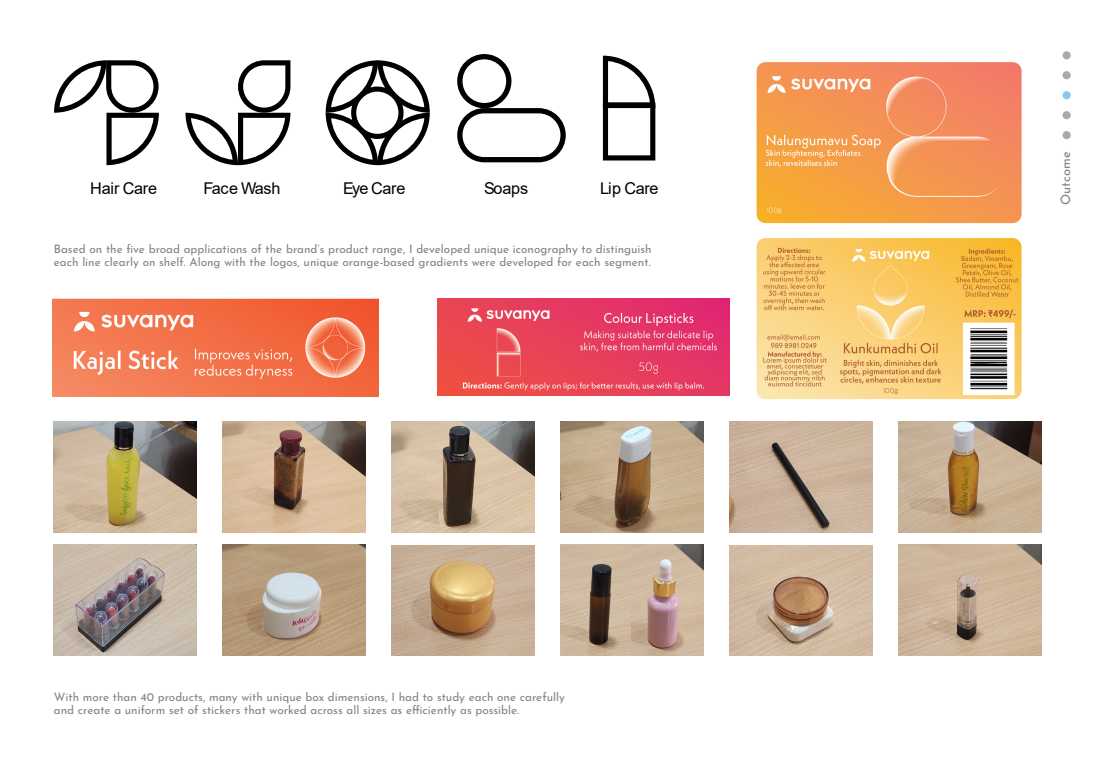 Hair Care
Face Wash
Eye Care
Soaps
Lip Care
suvanya
Nalungumavu Soap
Skin brightening, Exfoliates
skin, reveitalises skin
100g
Outcome
Based on the five broad applications of the brand's product range, I developed unique iconography to distinguish
each line clearly on shelf. Along with the logos, unique orange-based gradients were developed for each segment.
Directions:
Apply 2-3 drops to
the affected area
using upward circular
motions for 5-10
minutes. leave on for
30-45 minutes or
overnight, then wash
off with warm water.
email@email.com
989 8981 0249
Manufactured by:
Lorem ipsum dolor sit
amet, consectetuer
adipiscing elit, sed
diam nonummy nibh
euismod tincidunt
suvanya
Kunkumadhi Oil
Bright skin, diminishes dark
spots, pigmentation and dark
circles, enhances skin texture
100g
Ingredients:
Badam, Vasambu,
Greengram, Rose
Petals, Olive Oil,
Shea Butter, Coconut
Oil, Almond Oil,
Distilled Water
MRP: ₹499/-
suvanya
Kajal Stick
Improves vision,
reduces dryness
suvanya
Colour Lipsticks
Making suitable for delicate lip
skin, free from harmful chemicals
50g
Directions: Gently apply on lips; for better results, use with lip balm.
With more than 40 products, many with unique box dimensions, I had to study each one carefully
and create a uniform set of stickers that worked across all sizes as efficiently as possible.